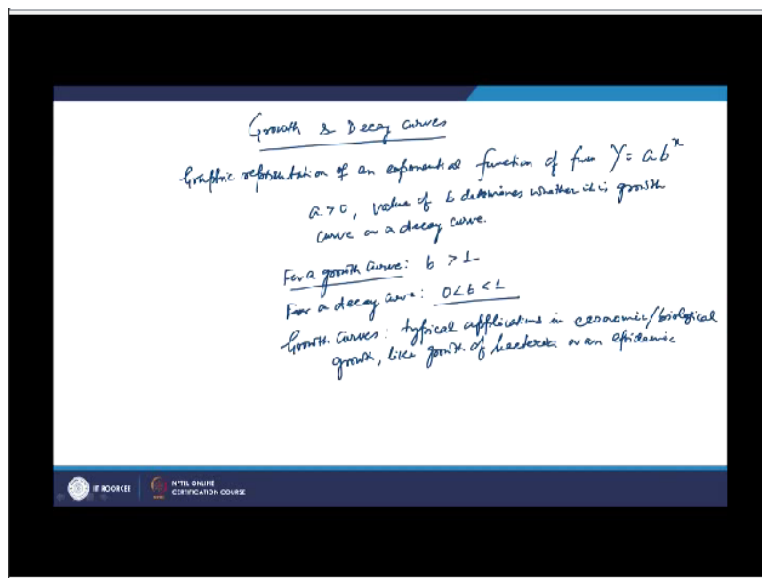 Growth & Decay Curves
Graphic representation of an exponential function of form Y = a b^x
a > 0, value of b determines whether it is growth
curve or a decay curve.
For a growth curve: b > 1
For a decay curve: 0 < b < 1
Growth Curves: typical applications in economic/biological
growth, like growth of bacteria or an epidemic
IIT ROORKEE
NPTEL ONLINE
CERTIFICATION COURSE